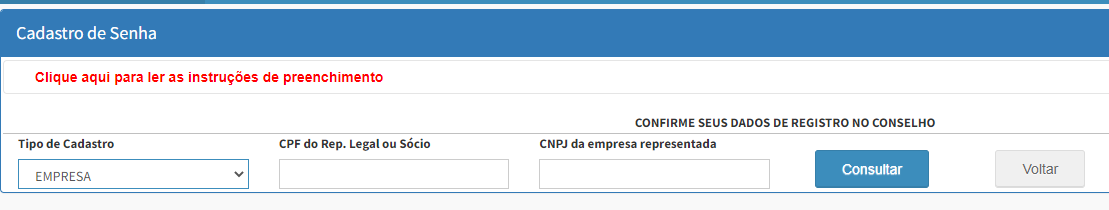 Cadastro de Senha
Clique aqui para ler as instruções de preenchimento
CONFIRME SEUS DADOS DE REGISTRO NO CONSELHO
Tipo de Cadastro
CPF do Rep. Legal ou Sócio
CNPJ da empresa representada
EMPRESA
Consultar
Voltar